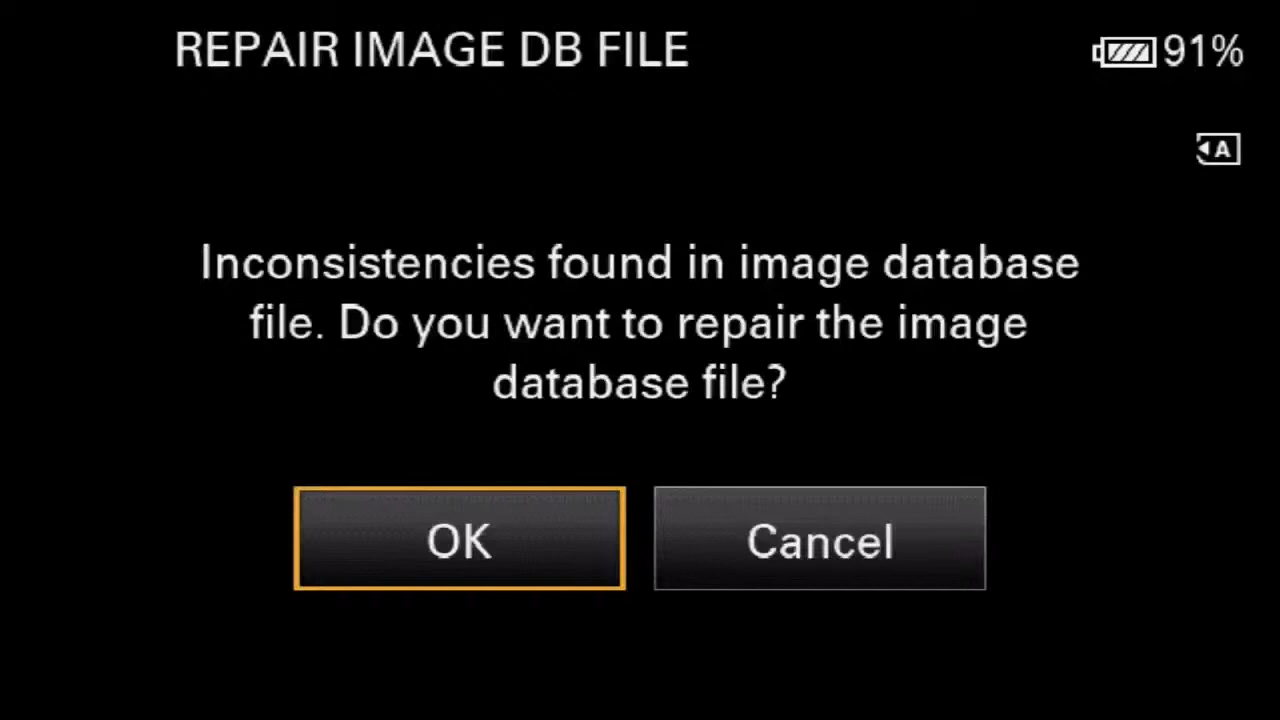 REPAIR IMAGE DB FILE
91%
A
Inconsistencies found in image database
file. Do you want to repair the image
database file?
OK
Cancel